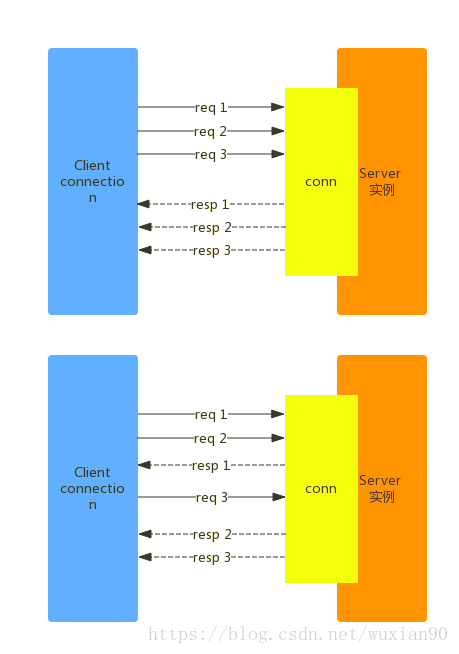 req 1
req 2
req 3
Client
connectio
n
conn
Server
实例
resp 1
resp 2
resp 3
req 1
req 2
resp 1
Client
connectio
n
conn
Server
实例
req 3
resp 2
resp 3
https://blog.csdn.net/wuxian90